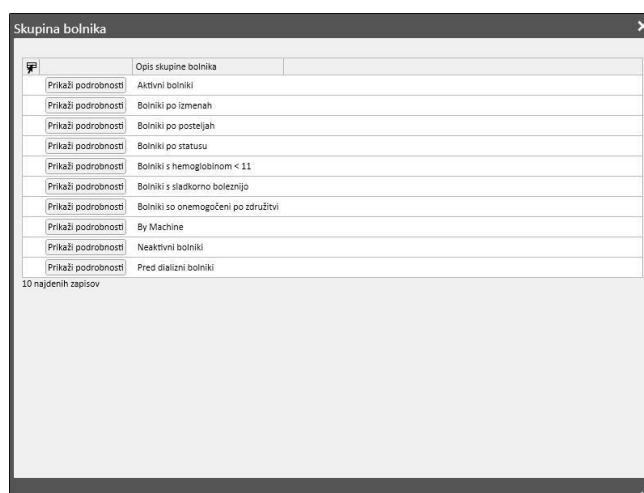 Skupina bolnika
Opis skupine bolnika
Prikaži podrobnosti Aktivni bolniki
Prikaži podrobnosti Bolniki po izmenah
Prikaži podrobnosti Bolniki po posteljah
Prikaži podrobnosti Bolniki po statusu
Prikaži podrobnosti Bolniki s hemoglobinom < 11
Prikaži podrobnosti Bolniki s sladkorno boleznijo
Prikaži podrobnosti Bolniki so onemogočeni po združitvi
Prikaži podrobnosti By Machine
Prikaži podrobnosti Neaktivni bolniki
Prikaži podrobnosti Pred dializni bolniki
10 najdenih zapisov